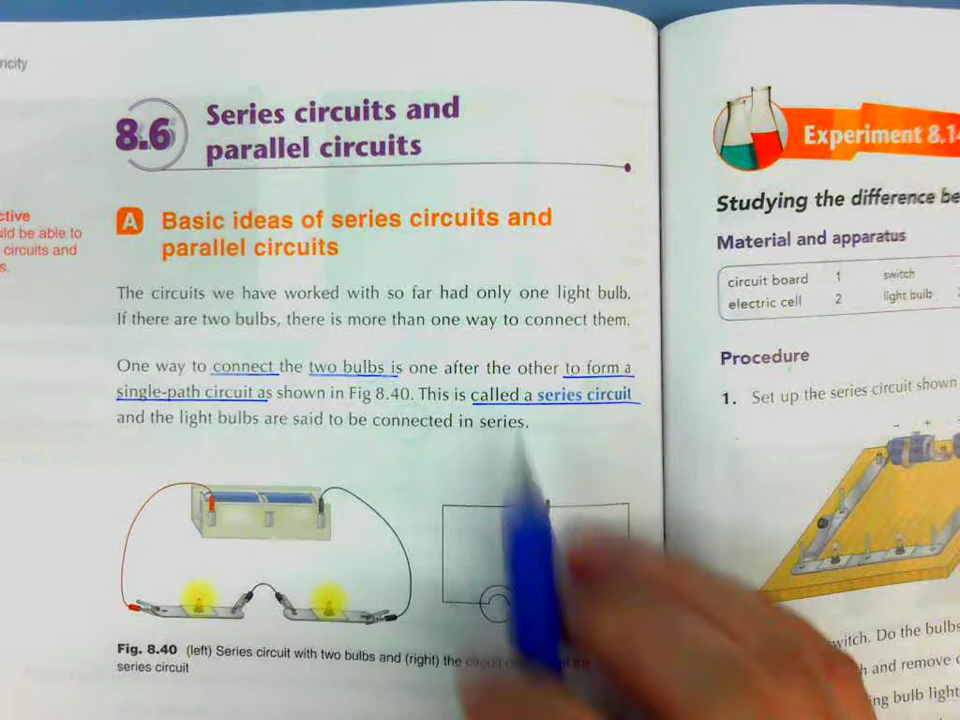 ricity
8.6
Series circuits and
parallel circuits
ctive
uld be able to
circuits and
s.
A Basic ideas of series circuits and
parallel circuits
The circuits we have worked with so far had only one light bulb.
If there are two bulbs, there is more than one way to connect them.
One way to connect the two bulbs is one after the other to form a
single-path circuit as shown in Fig 8.40. This is called a series circuit
and the light bulbs are said to be connected in series.
Fig. 8.40 (left) Series circuit with two bulbs and (right) the circuit
series circuit
Experiment 8.14
Studying the difference be
Material and apparatus
circuit board 1 switch
electric cell 2 light bulb
Procedure
1. Set up the series circuit shown
- +
witch. Do the bulbs
h and remove
ing bulb light